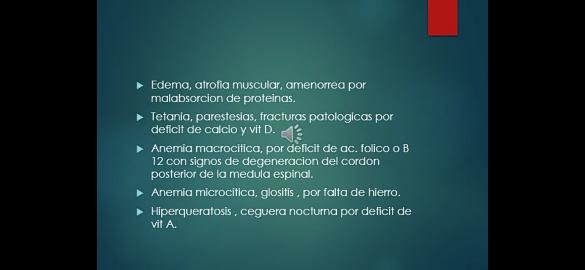 Edema, atrofia muscular, amenorrea por
malabsorcion de proteinas.
Tetania, parestesias, fracturas patologicas por
deficit de calcio y vit D.
Anemia macrocitica, por deficit de ac. folico o B
12 con signos de degeneracion del cordon
posterior de la medula espinal.
Anemia microcitica, glositis , por falta de hierro.
Hiperqueratosis , ceguera nocturna por deficit de
vit A.